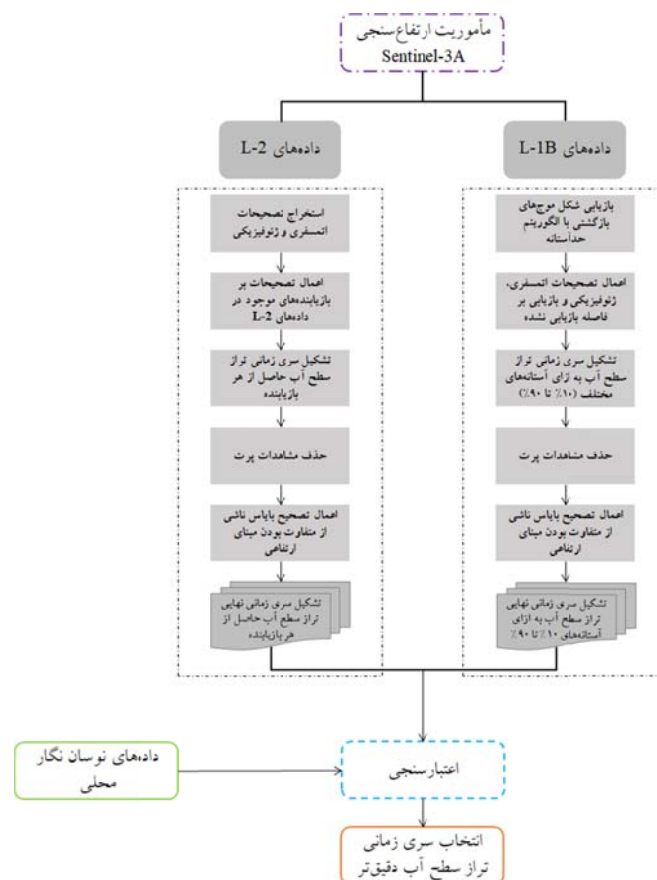 مأموریت ارتفاع‌سنجی
Sentinel-3A
داده‌های L-1B
بازیابی شکل موج‌های
بازگشتی با الگوریتم
حدآستانه
اعمال تصحیحات اتمسفری،
ژئوفیزیکی و بازیابی بر
فاصله بازیابی نشده
تشکیل سری زمانی تراز
سطح آب به ازای آستانه‌های
مختلف (۱۰٪ تا ۹۰٪)
حذف مشاهدات پرت
اعمال تصحیح بایاس ناشی
از متفاوت بودن مبنای
ارتفاعی
تشکیل سری زمانی نهایی
تراز سطح آب به ازای
آستانه‌های ۱۰٪ تا ۹۰٪
داده‌های L-2
استخراج تصحیحات
اتمسفری و ژئوفیزیکی
اعمال تصحیحات بر
بازیابنده‌های موجود در
داده‌های L-2
تشکیل سری زمانی تراز
سطح آب حاصل از هر
بازیابنده
حذف مشاهدات پرت
اعمال تصحیح بایاس ناشی
از متفاوت بودن مبنای
ارتفاعی
تشکیل سری زمانی نهایی
تراز سطح آب حاصل از
هر بازیابنده
داده‌های نوسان نگار
محلی
اعتبارسنجی
انتخاب سری زمانی
تراز سطح آب دقیق‌تر